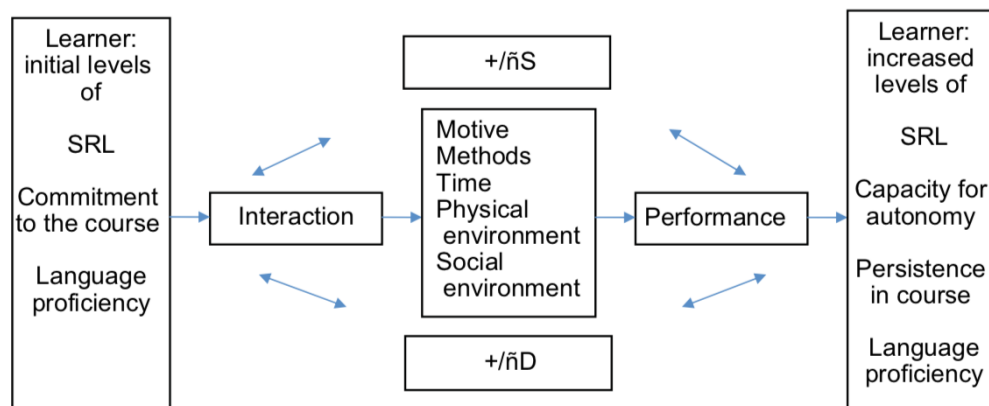 Learner:
initial levels
of
SRL
Commitment
to the course
Language
proficiency
Interaction
+/ñS
Motive
Methods
Time
Physical
environment
Social
environment
+/ñD
Performance
Learner:
increased
levels of
SRL
Capacity for
autonomy
Persistence
in course
Language
proficiency